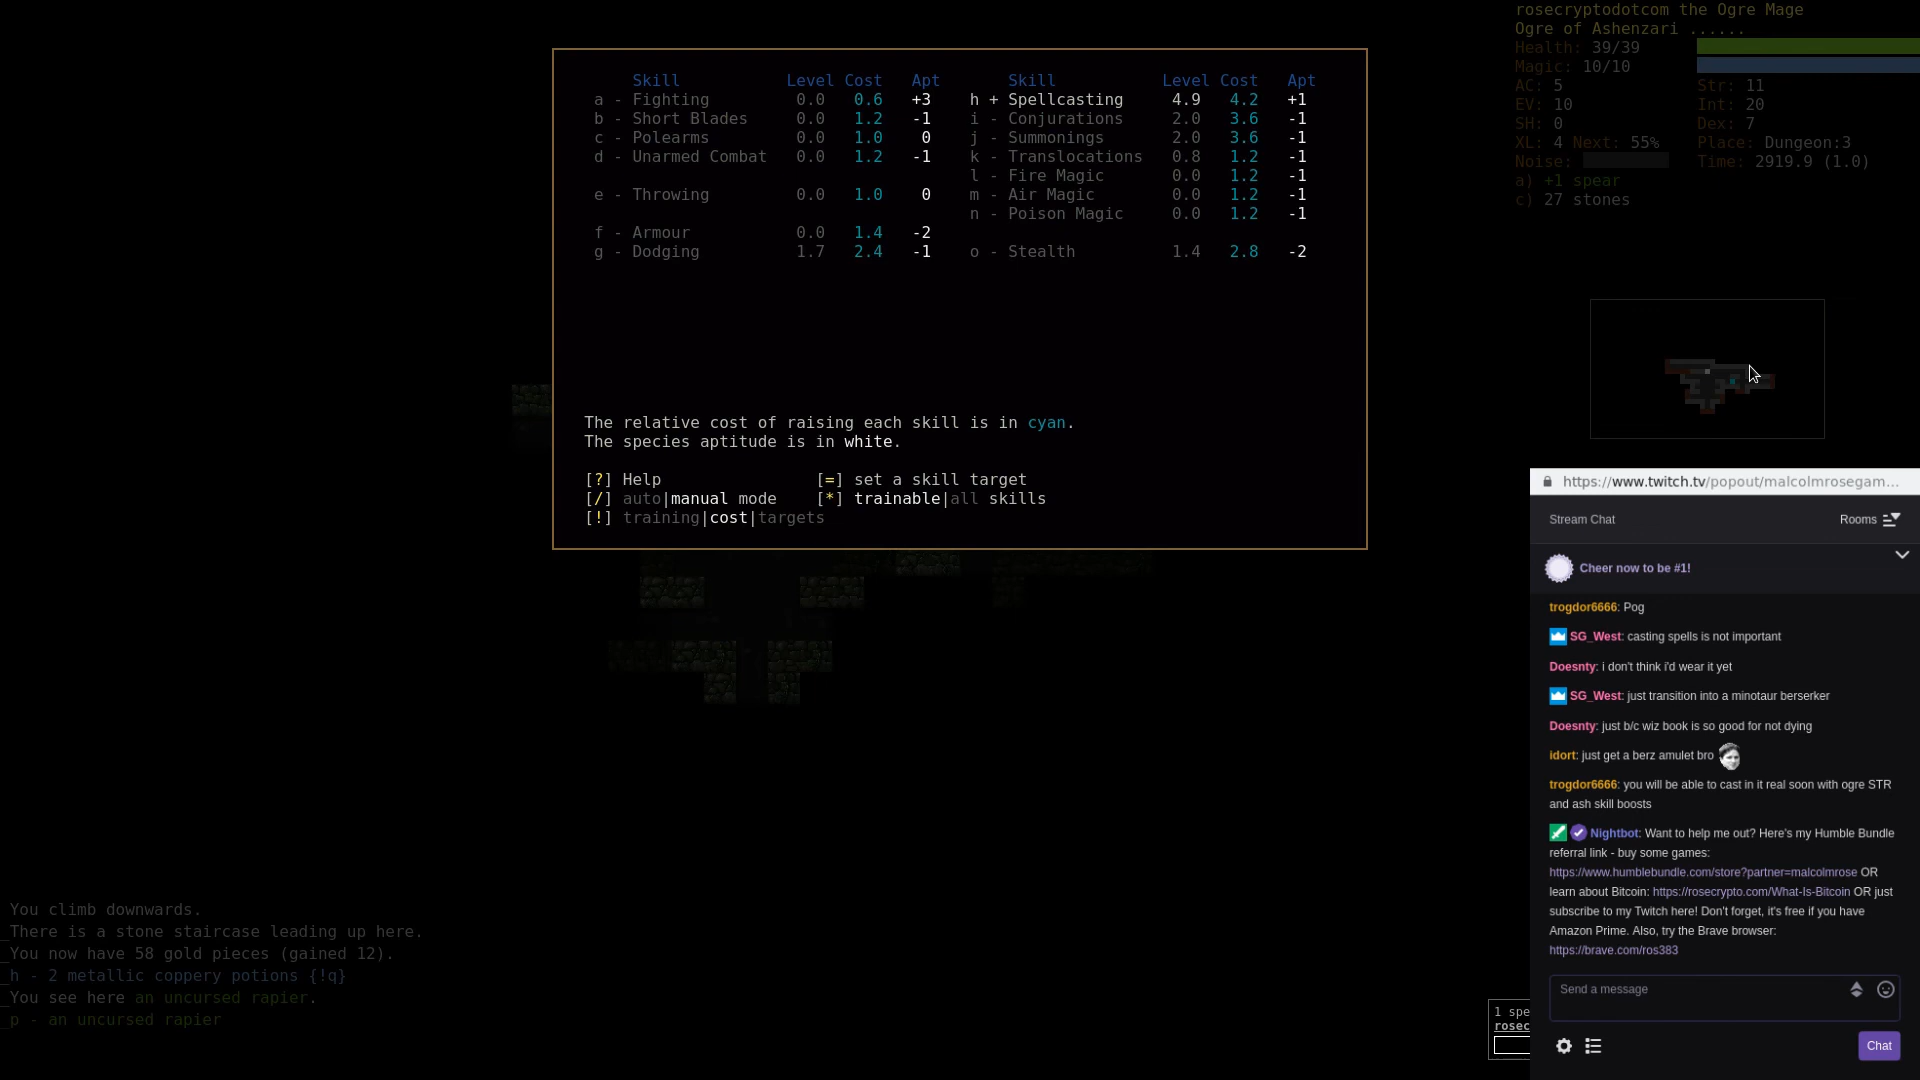 rosecryptodotcom the Ogre Mage
Ogre of Ashenzari ......
Health: 39/39
Magic: 10/10
AC: 5 Str: 11
EV: 10 Int: 20
SH: 0 Dex: 7
XL: 4 Next: 55% Place: Dungeon:3
Noise: Time: 2919.9 (1.0)
a) +1 spear
c) 27 stones
Skill Level Cost Apt Skill Level Cost Apt
a - Fighting 0.0 0.6 +3 h + Spellcasting 4.9 4.2 +1
b - Short Blades 0.0 1.2 -1 i - Conjurations 2.0 3.6 -1
c - Polearms 0.0 1.0 0 j - Summonings 2.0 3.6 -1
d - Unarmed Combat 0.0 1.2 -1 k - Translocations 0.8 1.2 -1
l - Fire Magic 0.0 1.2 -1
e - Throwing 0.0 1.0 0 m - Air Magic 0.0 1.2 -1
n - Poison Magic 0.0 1.2 -1
f - Armour 0.0 1.4 -2
g - Dodging 1.7 2.4 -1 o - Stealth 1.4 2.8 -2
The relative cost of raising each skill is in cyan.
The species aptitude is in white.
[?] Help [=] set a skill target
[/] auto|manual mode [*] trainable|all skills
[!] training|cost|targets
You climb downwards.
_There is a stone staircase leading up here.
_You now have 58 gold pieces (gained 12).
_h - 2 metallic coppery potions {!q}
_You see here an uncursed rapier.
_p - an uncursed rapier
1 spe
rosec
https://www.twitch.tv/popout/malcolmrosegam...
Stream Chat Rooms
Cheer now to be #1!
trogdor6666: Pog
SG_West: casting spells is not important
Doesnty: i don't think i'd wear it yet
SG_West: just transition into a minotaur berserker
Doesnty: just b/c wiz book is so good for not dying
idort: just get a berz amulet bro
trogdor6666: you will be able to cast in it real soon with ogre STR
and ash skill boosts
Nightbot: Want to help me out? Here's my Humble Bundle
referral link - buy some games:
https://www.humblebundle.com/store?partner=malcolmrose OR
learn about Bitcoin: https://rosecrypto.com/What-Is-Bitcoin OR just
subscribe to my Twitch here! Don't forget, it's free if you have
Amazon Prime. Also, try the Brave browser:
https://brave.com/ros383
Send a message
Chat